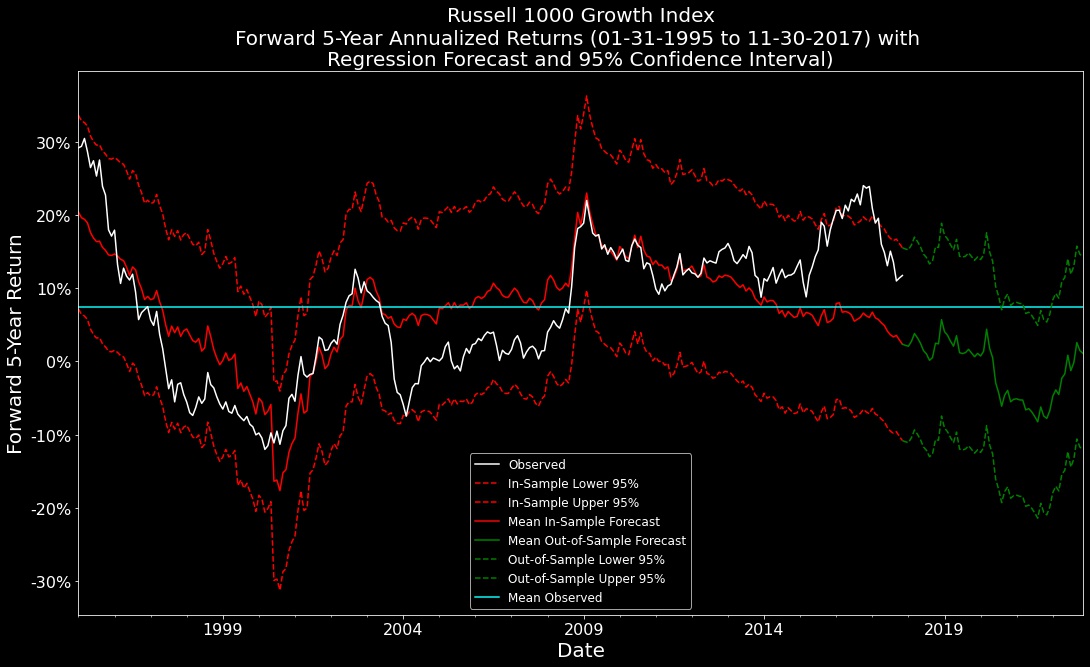 Russell 1000 Growth Index
Forward 5-Year Annualized Returns (01-31-1995 to 11-30-2017) with
Regression Forecast and 95% Confidence Interval)
Forward 5-Year Return
30%
20%
10%
0%
-10%
-20%
-30%
Observed
In-Sample Lower 95%
In-Sample Upper 95%
Mean In-Sample Forecast
Mean Out-of-Sample Forecast
Out-of-Sample Lower 95%
Out-of-Sample Upper 95%
Mean Observed
1999 2004 2009 2014 2019
Date